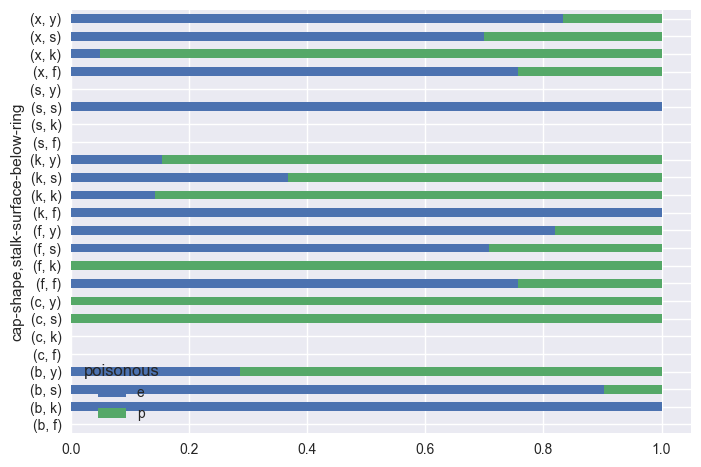 cap-shape,stalk-surface-below-ring
(x, y)
(x, s)
(x, k)
(x, f)
(s, y)
(s, s)
(s, k)
(s, f)
(k, y)
(k, s)
(k, k)
(k, f)
(f, y)
(f, s)
(f, k)
(f, f)
(c, y)
(c, s)
(c, k)
(c, f)
(b, y)
(b, s)
(b, k)
(b, f)
poisonous
e
p
0.0 0.2 0.4 0.6 0.8 1.0